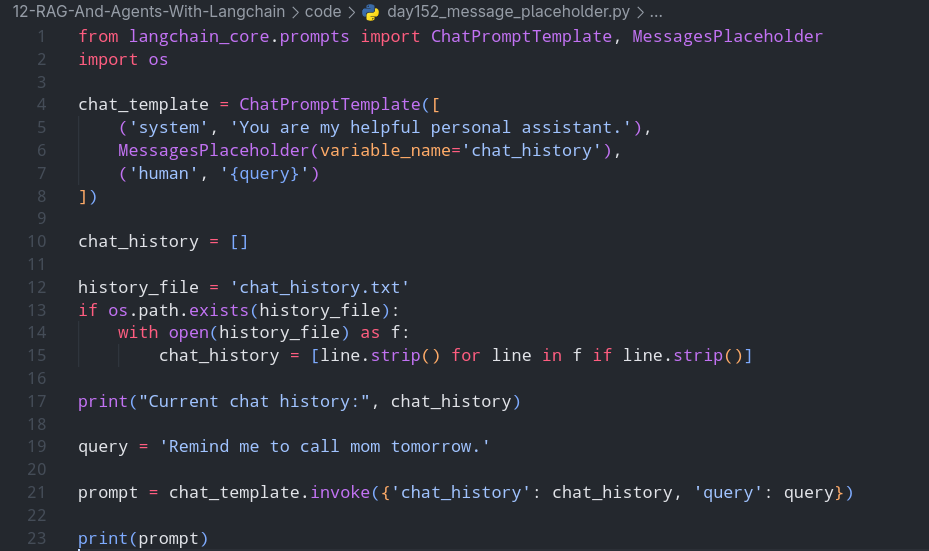 12-RAG-And-Agents-With-Langchain > code > day152_message_placeholder.py > ...
1 from langchain_core.prompts import ChatPromptTemplate, MessagesPlaceholder
2 import os
3
4 chat_template = ChatPromptTemplate([
5     ('system', 'You are my helpful personal assistant.'),
6     MessagesPlaceholder(variable_name='chat_history'),
7     ('human', '{query}')
8 ])
9
10 chat_history = []
11
12 history_file = 'chat_history.txt'
13 if os.path.exists(history_file):
14     with open(history_file) as f:
15         chat_history = [line.strip() for line in f if line.strip()]
16
17 print("Current chat history:", chat_history)
18
19 query = 'Remind me to call mom tomorrow.'
20
21 prompt = chat_template.invoke({'chat_history': chat_history, 'query': query})
22
23 print(prompt)